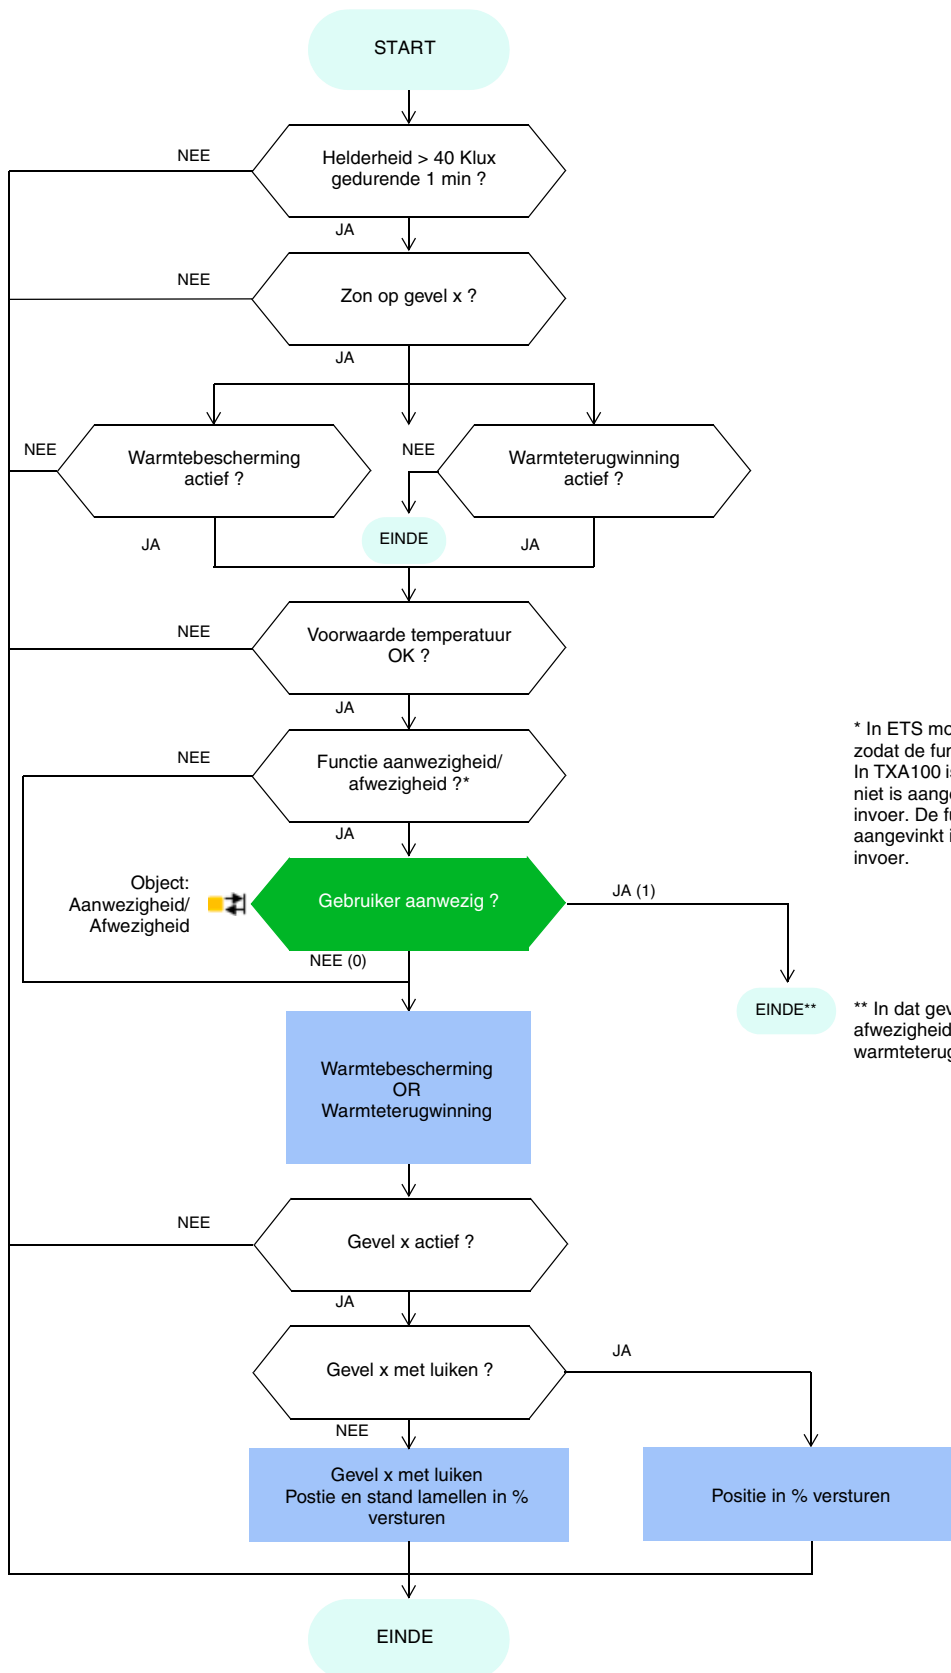 START
NEE
Helderheid > 40 Klux
gedurende 1 min ?
JA
NEE
Zon op gevel x ?
JA
NEE
Warmtebescherming
actief ?
NEE
Warmteterugwinning
actief ?
JA
EINDE
JA
NEE
Voorwaarde temperatuur
OK ?
JA
NEE
Functie aanwezigheid/
afwezigheid ?*
JA
* In ETS mo
zodat de fun
In TXA100 is
niet is aange
invoer. De fu
aangevinkt i
invoer.
Object:
Aanwezigheid/
Afwezigheid
Gebruiker aanwezig ?
JA (1)
NEE (0)
EINDE**
** In dat gev
afwezigheid
warmteterug
Warmtebescherming
OR
Warmteterugwinning
NEE
Gevel x actief ?
JA
Gevel x met luiken ?
JA
NEE
Gevel x met luiken
Postie en stand lamellen in %
versturen
Positie in % versturen
EINDE